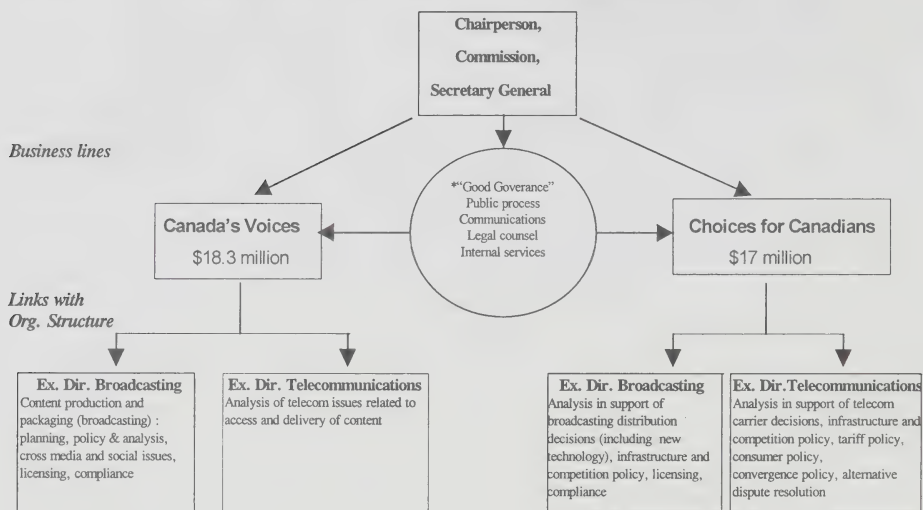 Chairperson,
Commission,
Secretary General
Business lines
*"Good Goverance"
Public process
Communications
Legal counsel
Internal services
Canada's Voices
$18.3 million
Choices for Canadians
$17 million
Links with
Org. Structure
Ex. Dir. Broadcasting
Content production and
packaging (broadcasting) :
planning, policy & analysis,
cross media and social issues,
licensing, compliance
Ex. Dir. Telecommunications
Analysis of telecom issues related to
access and delivery of content
Ex. Dir. Broadcasting
Analysis in support of
broadcasting distribution
decisions (including new
technology), infrastructure and
competition policy, licensing,
compliance
Ex. Dir.Telecommunications
Analysis in support of telecom
carrier decisions, infrastructure and
competition policy, tariff policy,
consumer policy,
convergence policy, alternative
dispute resolution